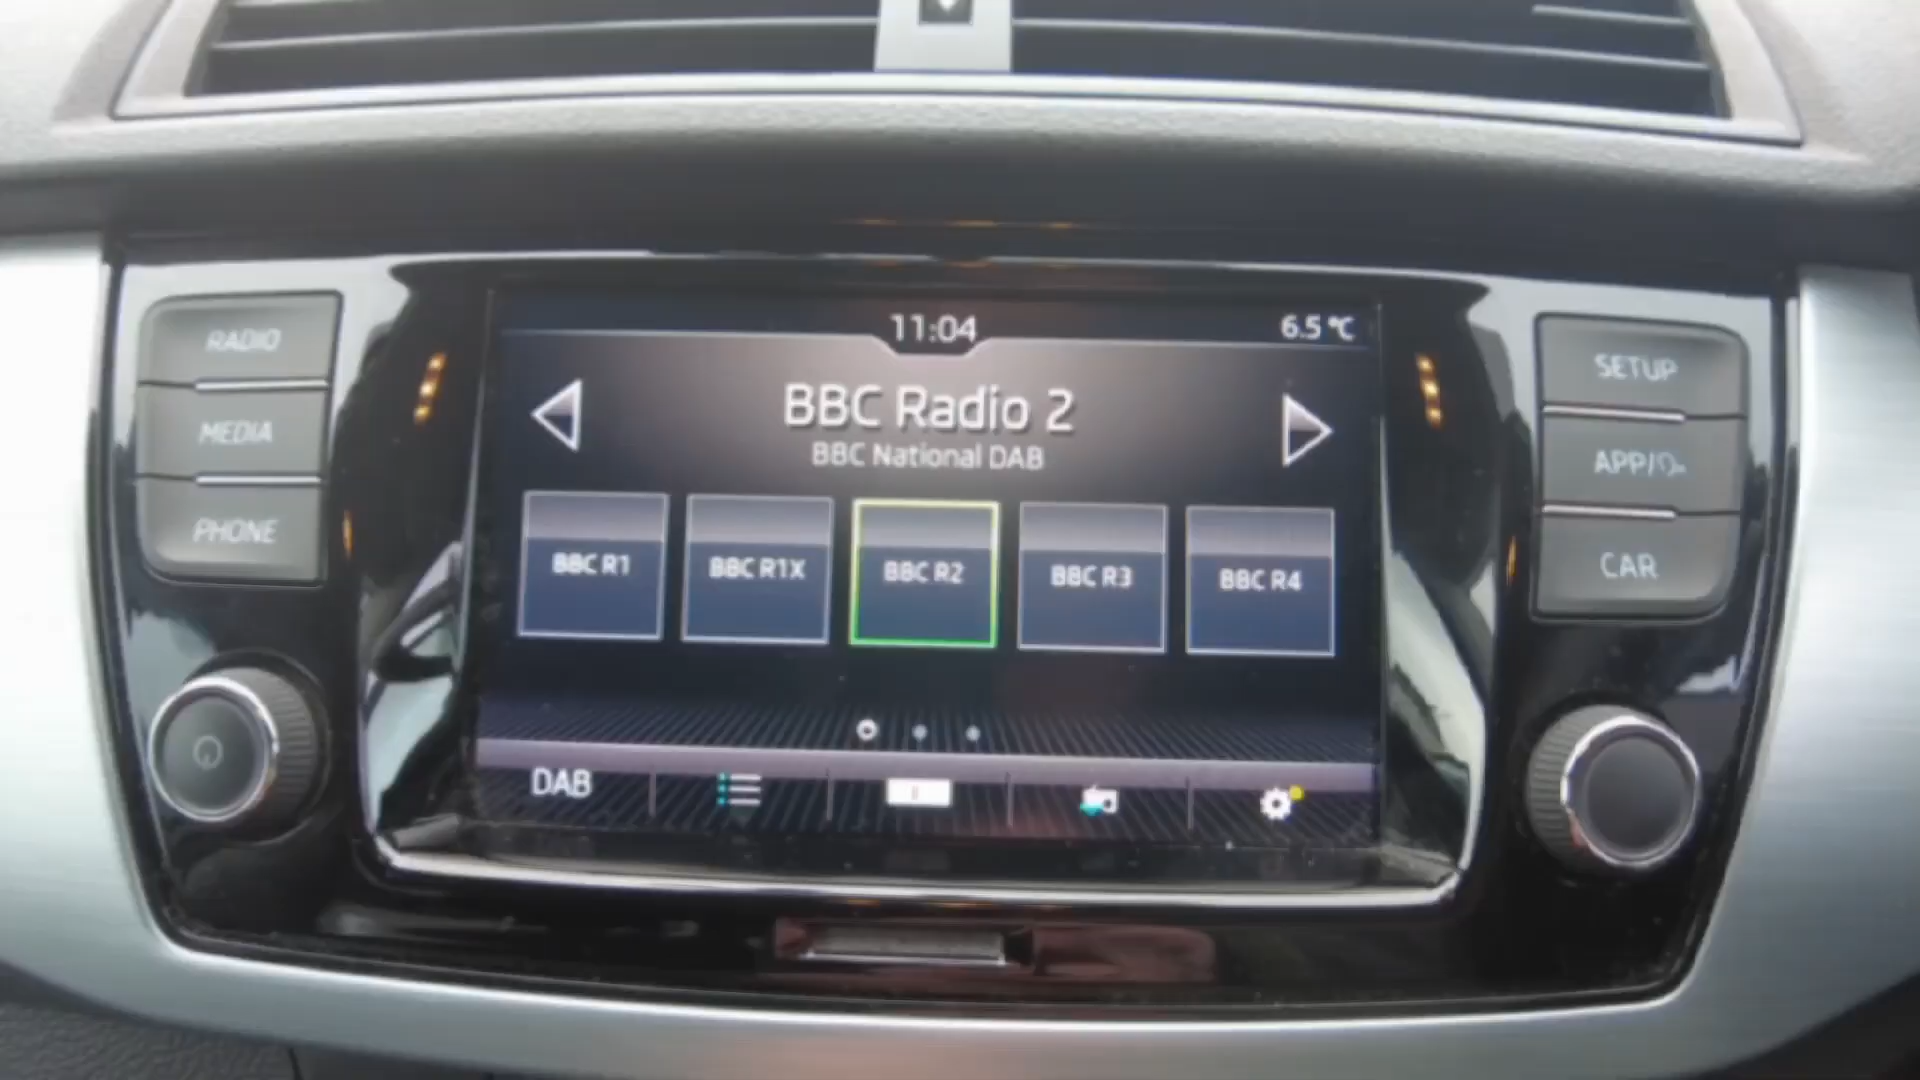 11:04
6.5 °C
BBC Radio 2
BBC National DAB
BBC R1
BBC R1X
BBC R2
BBC R3
BBC R4
DAB
RADIO
MEDIA
PHONE
SETUP
APP/
CAR